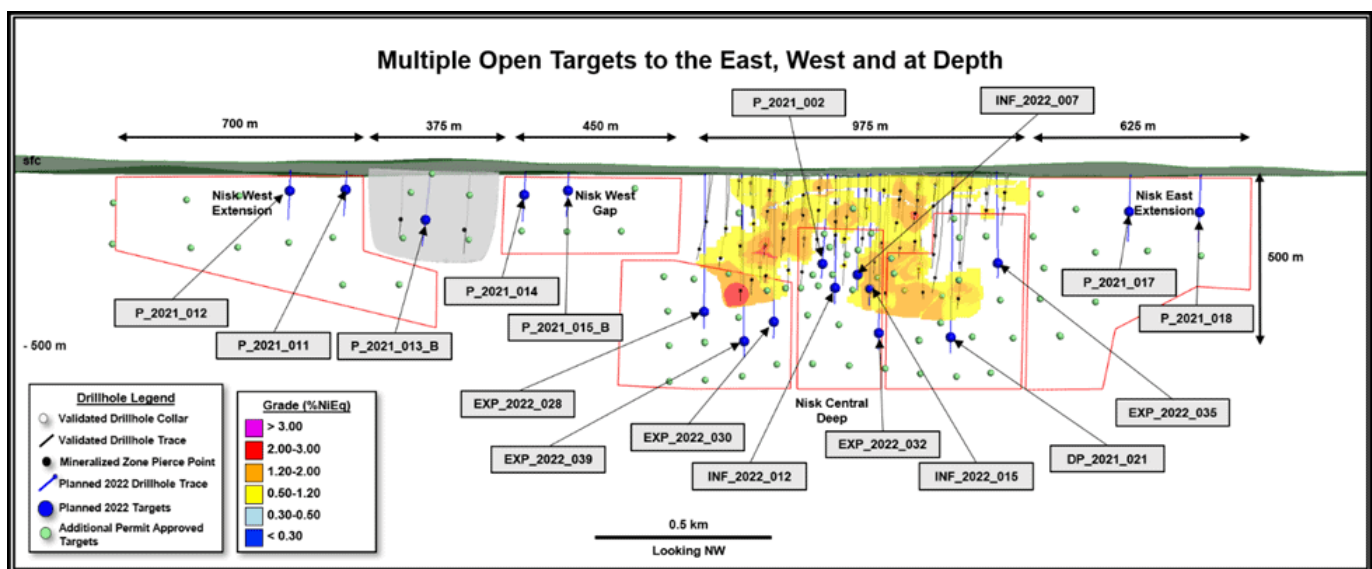 Multiple Open Targets to the East, West and at Depth
P_2021_002
INF_2022_007
700 m
375 m
450 m
975 m
625 m
sfc
Nisk West
Extension
Nisk West
Gap
Nisk East
Extension
500 m
P_2021_012
P_2021_011
P_2021_013_B
P_2021_014
P_2021_015_B
P_2021_017
P_2021_018
- 500 m
EXP_2022_028
EXP_2022_039
EXP_2022_030
INF_2022_012
Nisk Central
Deep
EXP_2022_032
INF_2022_015
DP_2021_021
EXP_2022_035
Drillhole Legend
Validated Drillhole Collar
Validated Drillhole Trace
Mineralized Zone Pierce Point
Planned 2022 Drillhole Trace
Planned 2022 Targets
Additional Permit Approved
Targets
Grade (%NiEq)
> 3.00
2.00-3.00
1.20-2.00
0.50-1.20
0.30-0.50
< 0.30
0.5 km
Looking NW